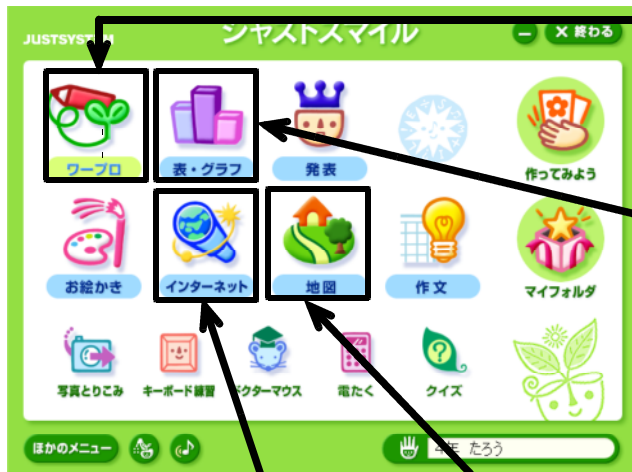 JUSTSYSTEM
ジャストスマイル
× 終わる
ワープロ
表・グラフ
発表
作ってみよう
お絵かき
インターネット
地図
作文
マイフォルダ
写真とりこみ
キーボード練習
ドクターマウス
電たく
クイズ
ほかのメニュー
4年 たろう